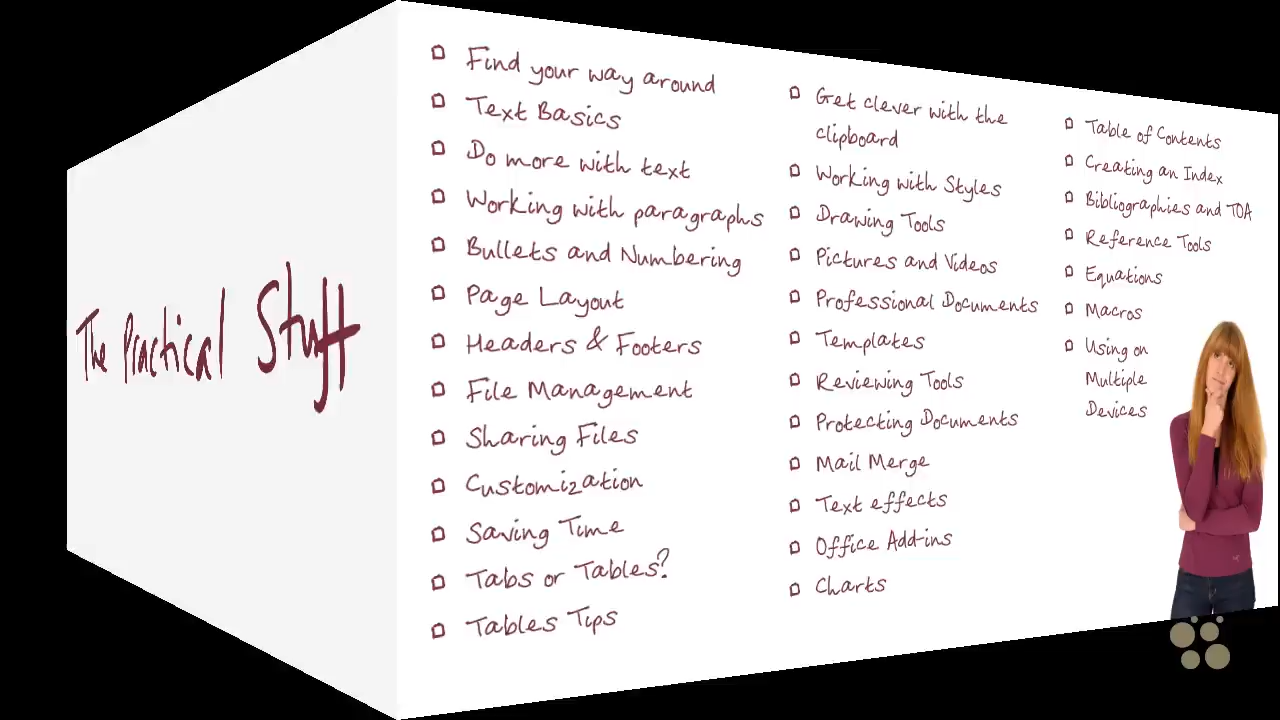 The Practical Stuff
Find your way around
Text Basics
Do more with text
Working with paragraphs
Bullets and Numbering
Page Layout
Headers & Footers
File Management
Sharing Files
Customization
Saving Time
Tabs or Tables?
Tables Tips
Get clever with the
clipboard
Working with Styles
Drawing Tools
Pictures and Videos
Professional Documents
Templates
Reviewing Tools
Protecting Documents
Mail Merge
Text effects
Office Add-ins
Charts
Table of Contents
Creating an Index
Bibliographies and TOA
Reference Tools
Equations
Macros
Using on
Multiple
Devices